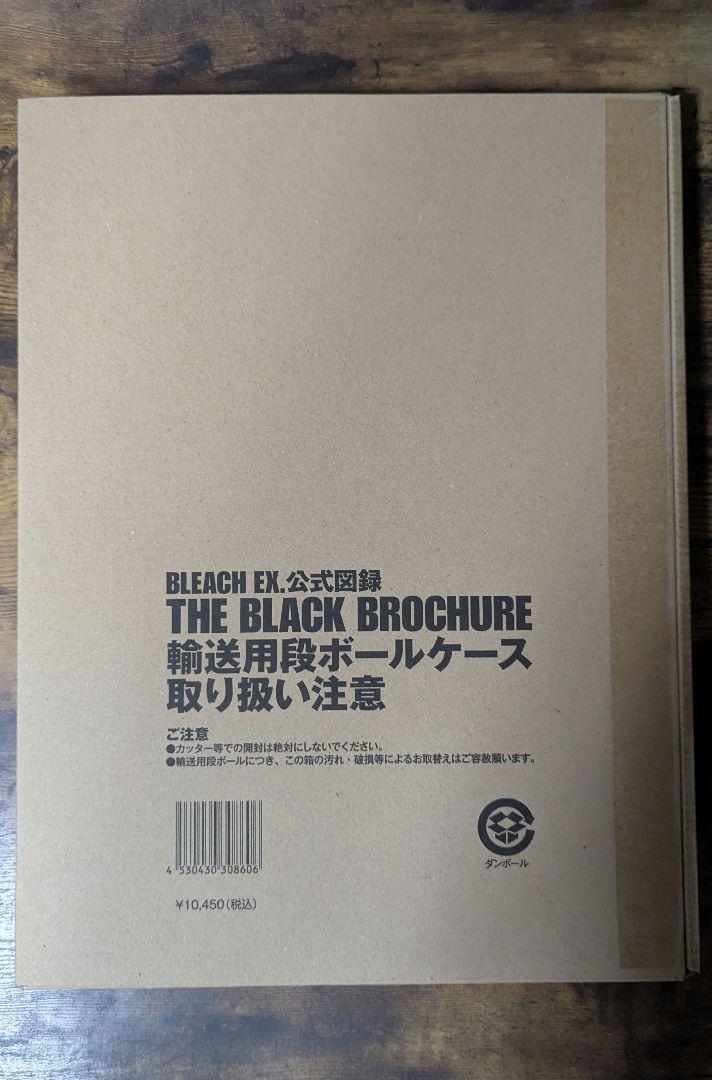 BLEACH EX.公式図録
THE BLACK BROCHURE
輸送用段ボールケース
取り扱い注意
ご注意
●カッター等での開封は絶対にしないでください。
●輸送用段ボールにつき、この箱の汚れ・破損等によるお取替えはご容赦願います。
4 530430 308606
ダンボール
¥10,450(税込)